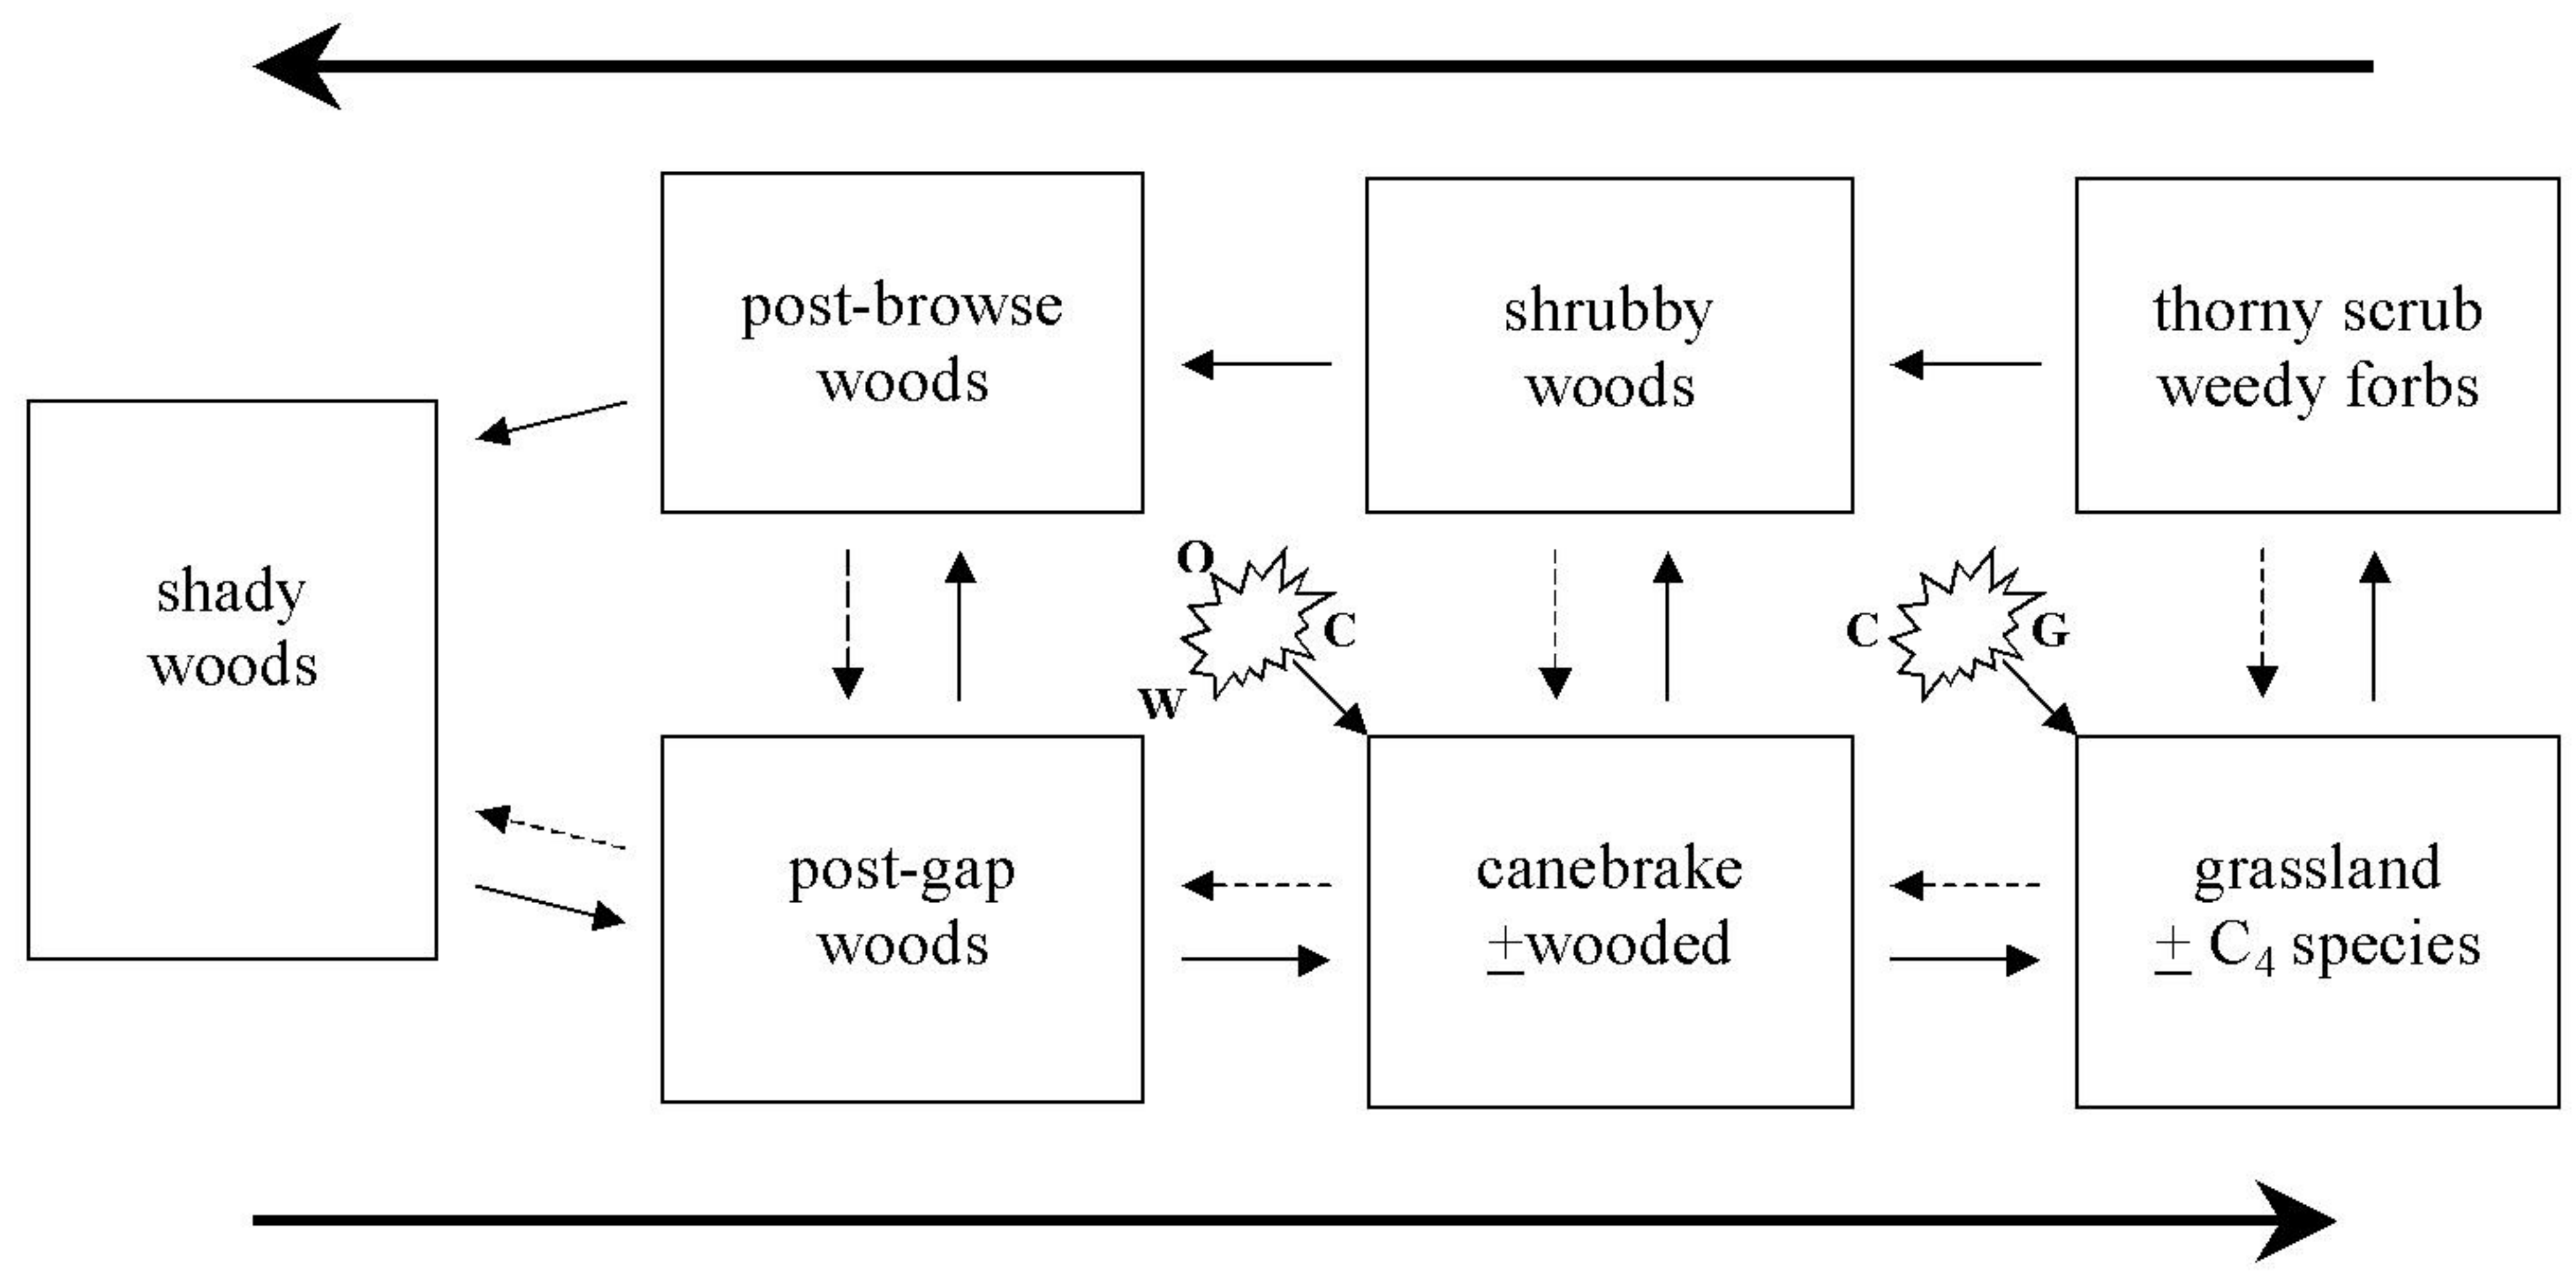 post-browse
woods
shrubby
woods
thorny scrub
weedy forbs
shady
woods
O
C
W
C
G
post-gap
woods
canebrake
±wooded
grassland
± C₄ species